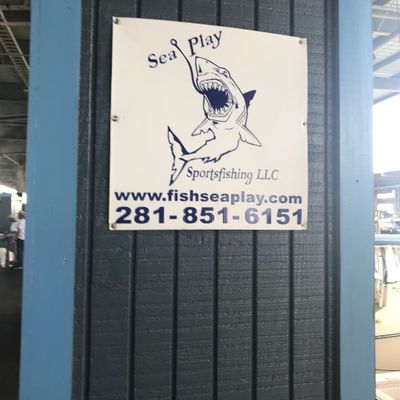 Sea Play
Sportsfishing LLC
www.fishseaplay.com
281-851-6151